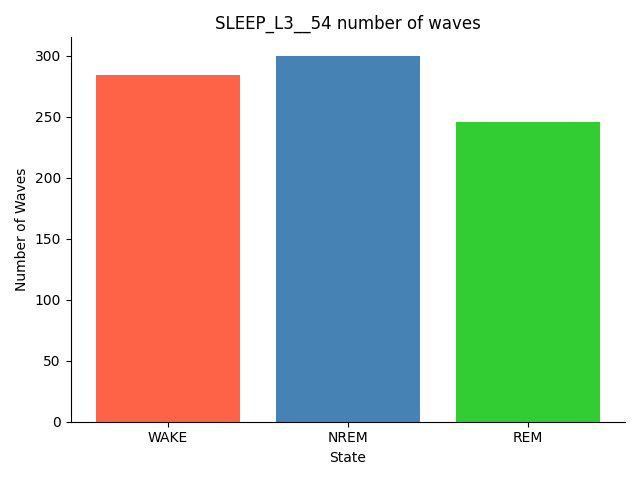 SLEEP_L3__54 number of waves
Number of Waves
300
250
200
150
100
50
0
WAKE NREM REM
State